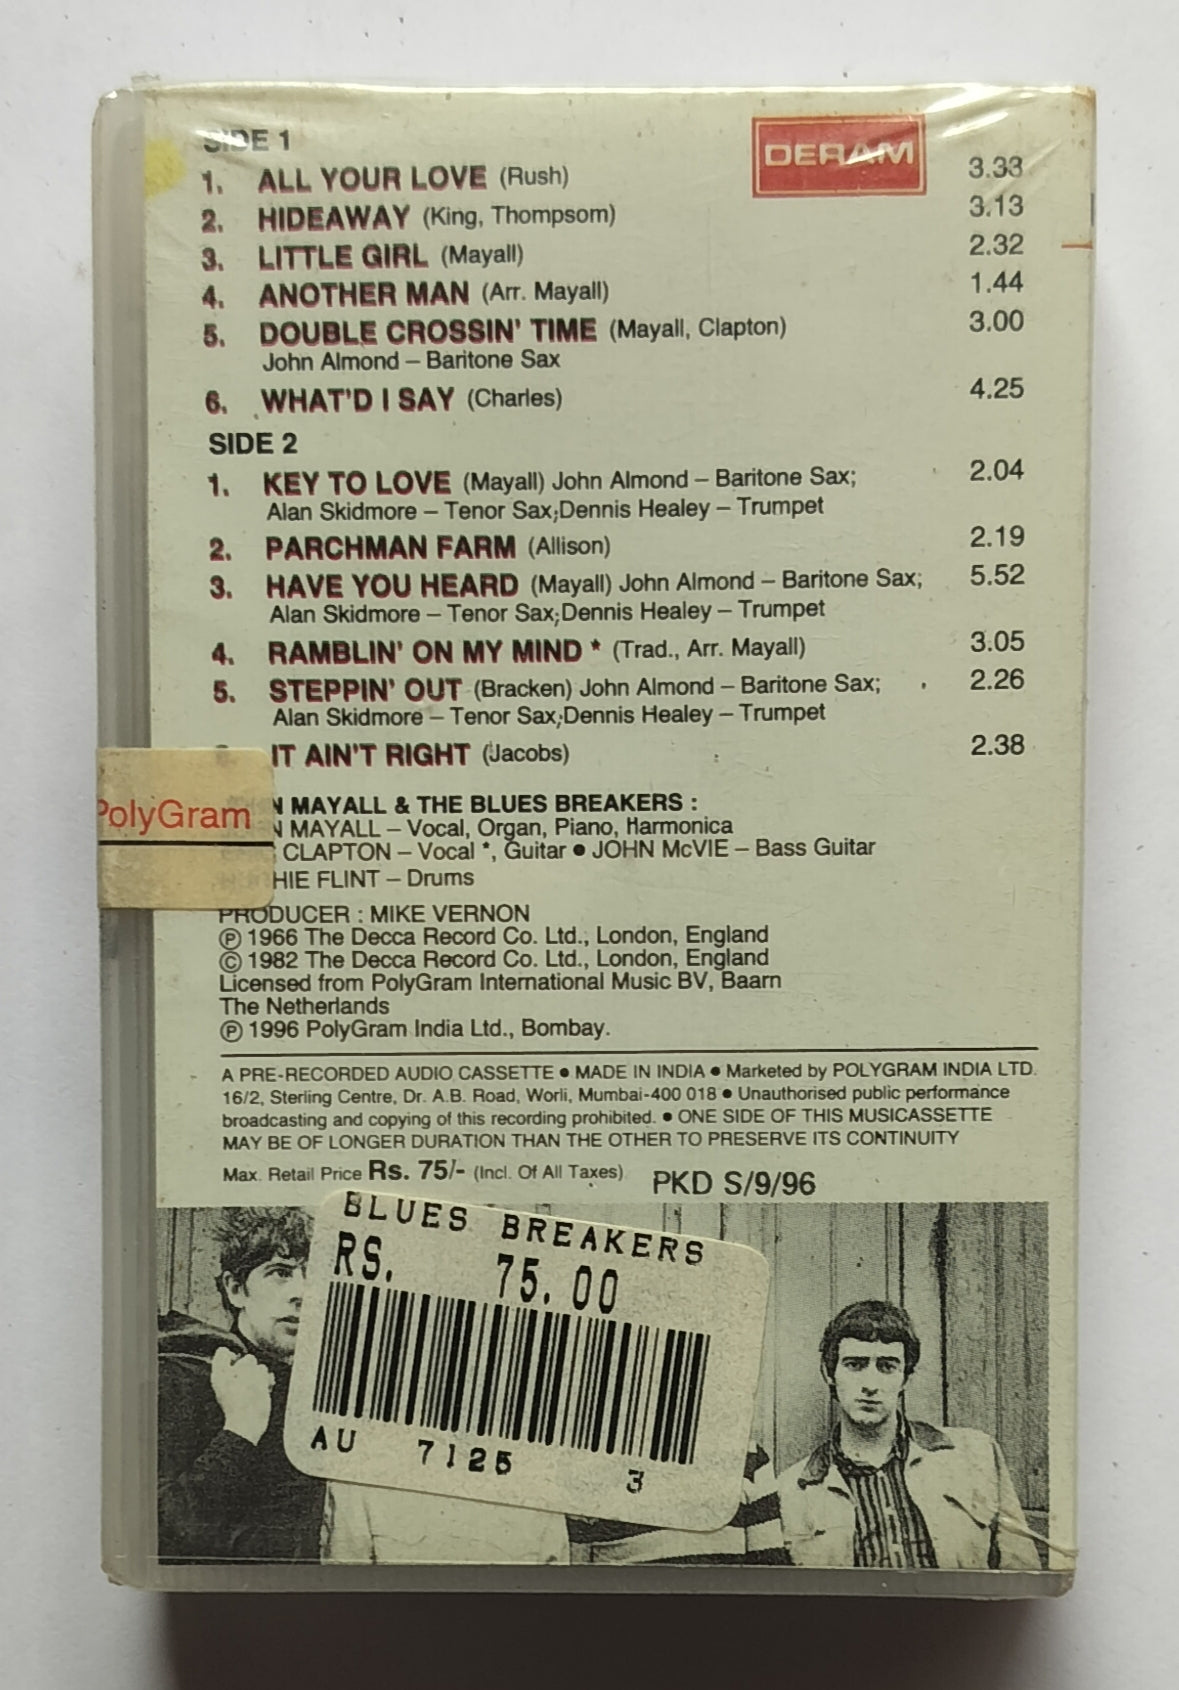 SIDE 1
DERAM
1. ALL YOUR LOVE (Rush) 3.33
2. HIDEAWAY (King, Thompsom) 3.13
3. LITTLE GIRL (Mayall) 2.32
4. ANOTHER MAN (Arr. Mayall) 1.44
5. DOUBLE CROSSIN' TIME (Mayall, Clapton) 3.00
John Almond – Baritone Sax
6. WHAT'D I SAY (Charles) 4.25
SIDE 2
1. KEY TO LOVE (Mayall) John Almond – Baritone Sax; 2.04
Alan Skidmore – Tenor Sax;Dennis Healey – Trumpet
2. PARCHMAN FARM (Allison) 2.19
3. HAVE YOU HEARD (Mayall) John Almond – Baritone Sax; 5.52
Alan Skidmore – Tenor Sax;Dennis Healey – Trumpet
4. RAMBLIN' ON MY MIND * (Trad., Arr. Mayall) 3.05
5. STEPPIN' OUT (Bracken) John Almond – Baritone Sax; 2.26
Alan Skidmore – Tenor Sax;Dennis Healey – Trumpet
IT AIN'T RIGHT (Jacobs) 2.38
PolyGram
N MAYALL & THE BLUES BREAKERS :
N MAYALL – Vocal, Organ, Piano, Harmonica
CLAPTON – Vocal *, Guitar ● JOHN McVIE – Bass Guitar
HIE FLINT – Drums
PRODUCER : MIKE VERNON
Ⓟ 1966 The Decca Record Co. Ltd., London, England
© 1982 The Decca Record Co. Ltd., London, England
Licensed from PolyGram International Music BV, Baarn
The Netherlands
Ⓟ 1996 PolyGram India Ltd., Bombay.
A PRE-RECORDED AUDIO CASSETTE ● MADE IN INDIA ● Marketed by POLYGRAM INDIA LTD.
16/2, Sterling Centre, Dr. A.B. Road, Worli, Mumbai-400 018 ● Unauthorised public performance
broadcasting and copying of this recording prohibited. ● ONE SIDE OF THIS MUSICASSETTE
MAY BE OF LONGER DURATION THAN THE OTHER TO PRESERVE ITS CONTINUITY
Max. Retail Price Rs. 75/- (Incl. Of All Taxes) PKD S/9/96
BLUES BREAKERS
RS. 75.00
AU 7125 3